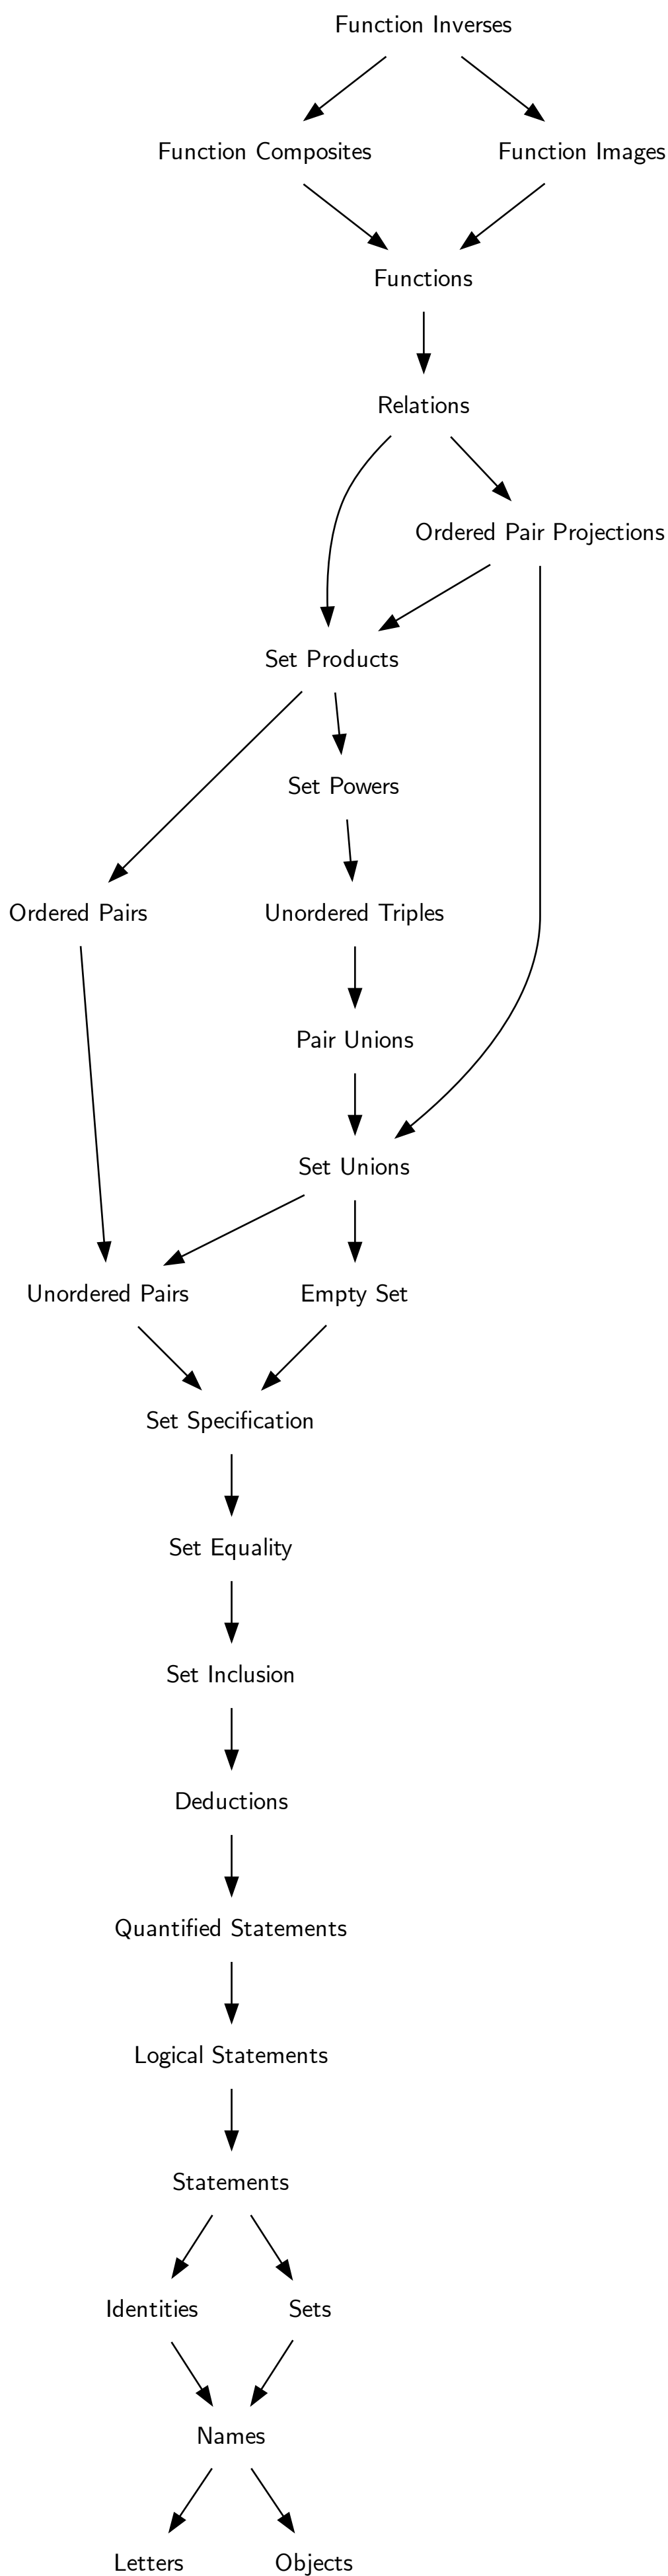 Function Inverses
Function Composites
Function Images
Functions
Relations
Ordered Pair Projections
Set Products
Set Powers
Ordered Pairs
Unordered Triples
Pair Unions
Set Unions
Unordered Pairs
Empty Set
Set Specification
Set Equality
Set Inclusion
Deductions
Quantified Statements
Logical Statements
Statements
Identities
Sets
Names
Letters
Objects